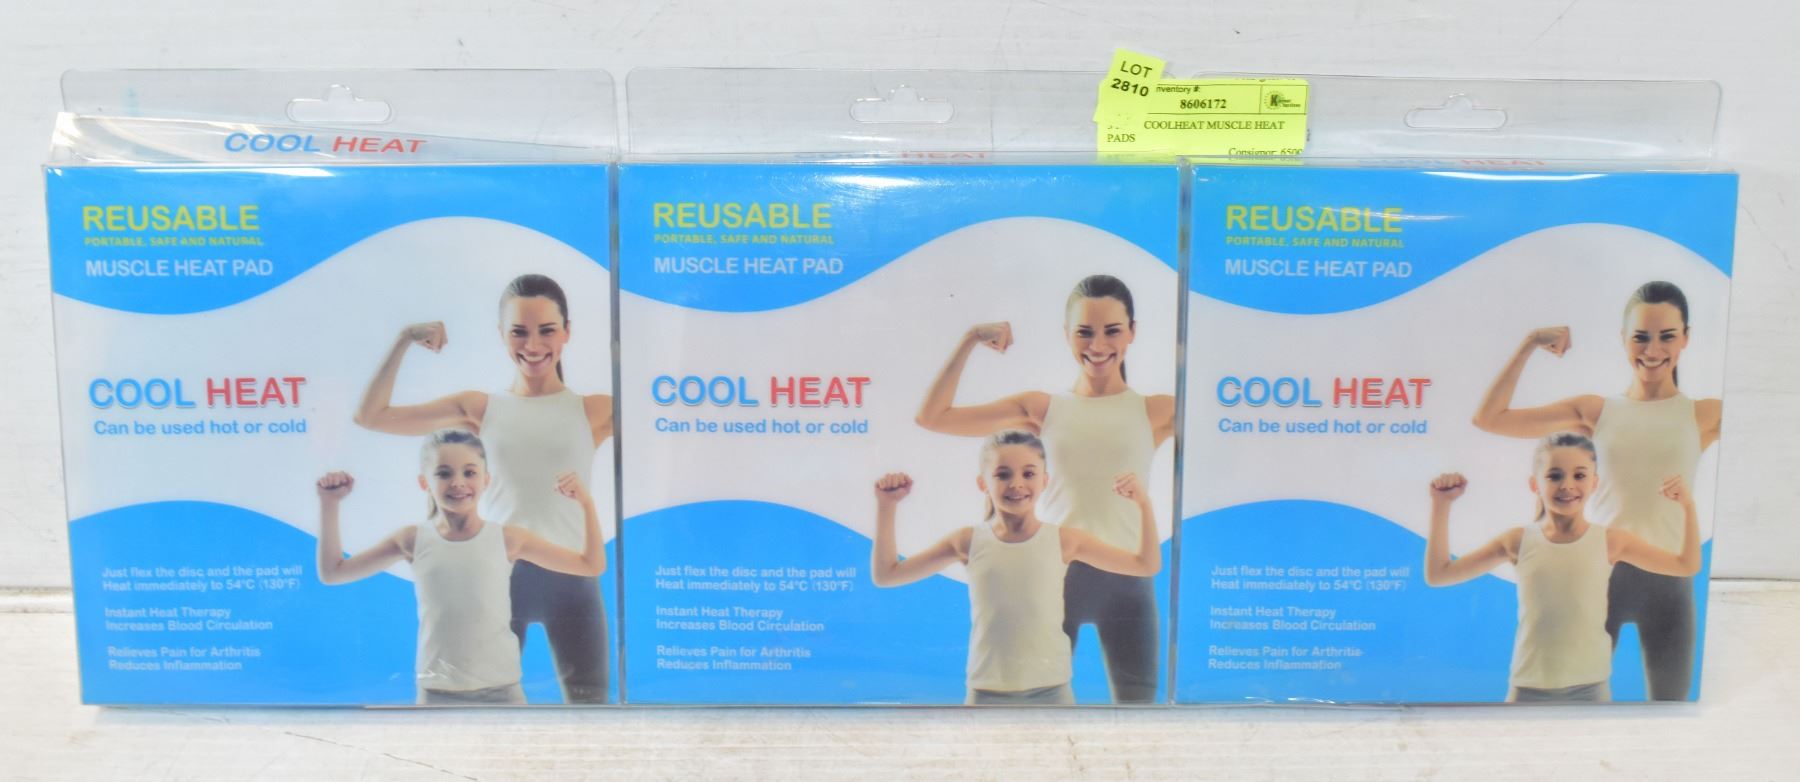 LOT
2810
nventory #:
8606172
COOLHEAT MUSCLE HEAT
PADS
Consignor: 6500
COOL HEAT
REUSABLE
PORTABLE, SAFE AND NATURAL
MUSCLE HEAT PAD
COOL HEAT
Can be used hot or cold
Just flex the disc and the pad will
Heat immediately to 54°C (130°F)
Instant Heat Therapy
Increases Blood Circulation
Relieves Pain for Arthritis
Reduces Inflammation
COOL HEAT
REUSABLE
PORTABLE, SAFE AND NATURAL
MUSCLE HEAT PAD
COOL HEAT
Can be used hot or cold
Just flex the disc and the pad will
Heat immediately to 54°C (130°F)
Instant Heat Therapy
Increases Blood Circulation
Relieves Pain for Arthritis
Reduces Inflammation
COOL HEAT
REUSABLE
PORTABLE, SAFE AND NATURAL
MUSCLE HEAT PAD
COOL HEAT
Can be used hot or cold
Just flex the disc and the pad will
Heat immediately to 54°C (130°F)
Instant Heat Therapy
Increases Blood Circulation
Relieves Pain for Arthritis
Reduces Inflammation